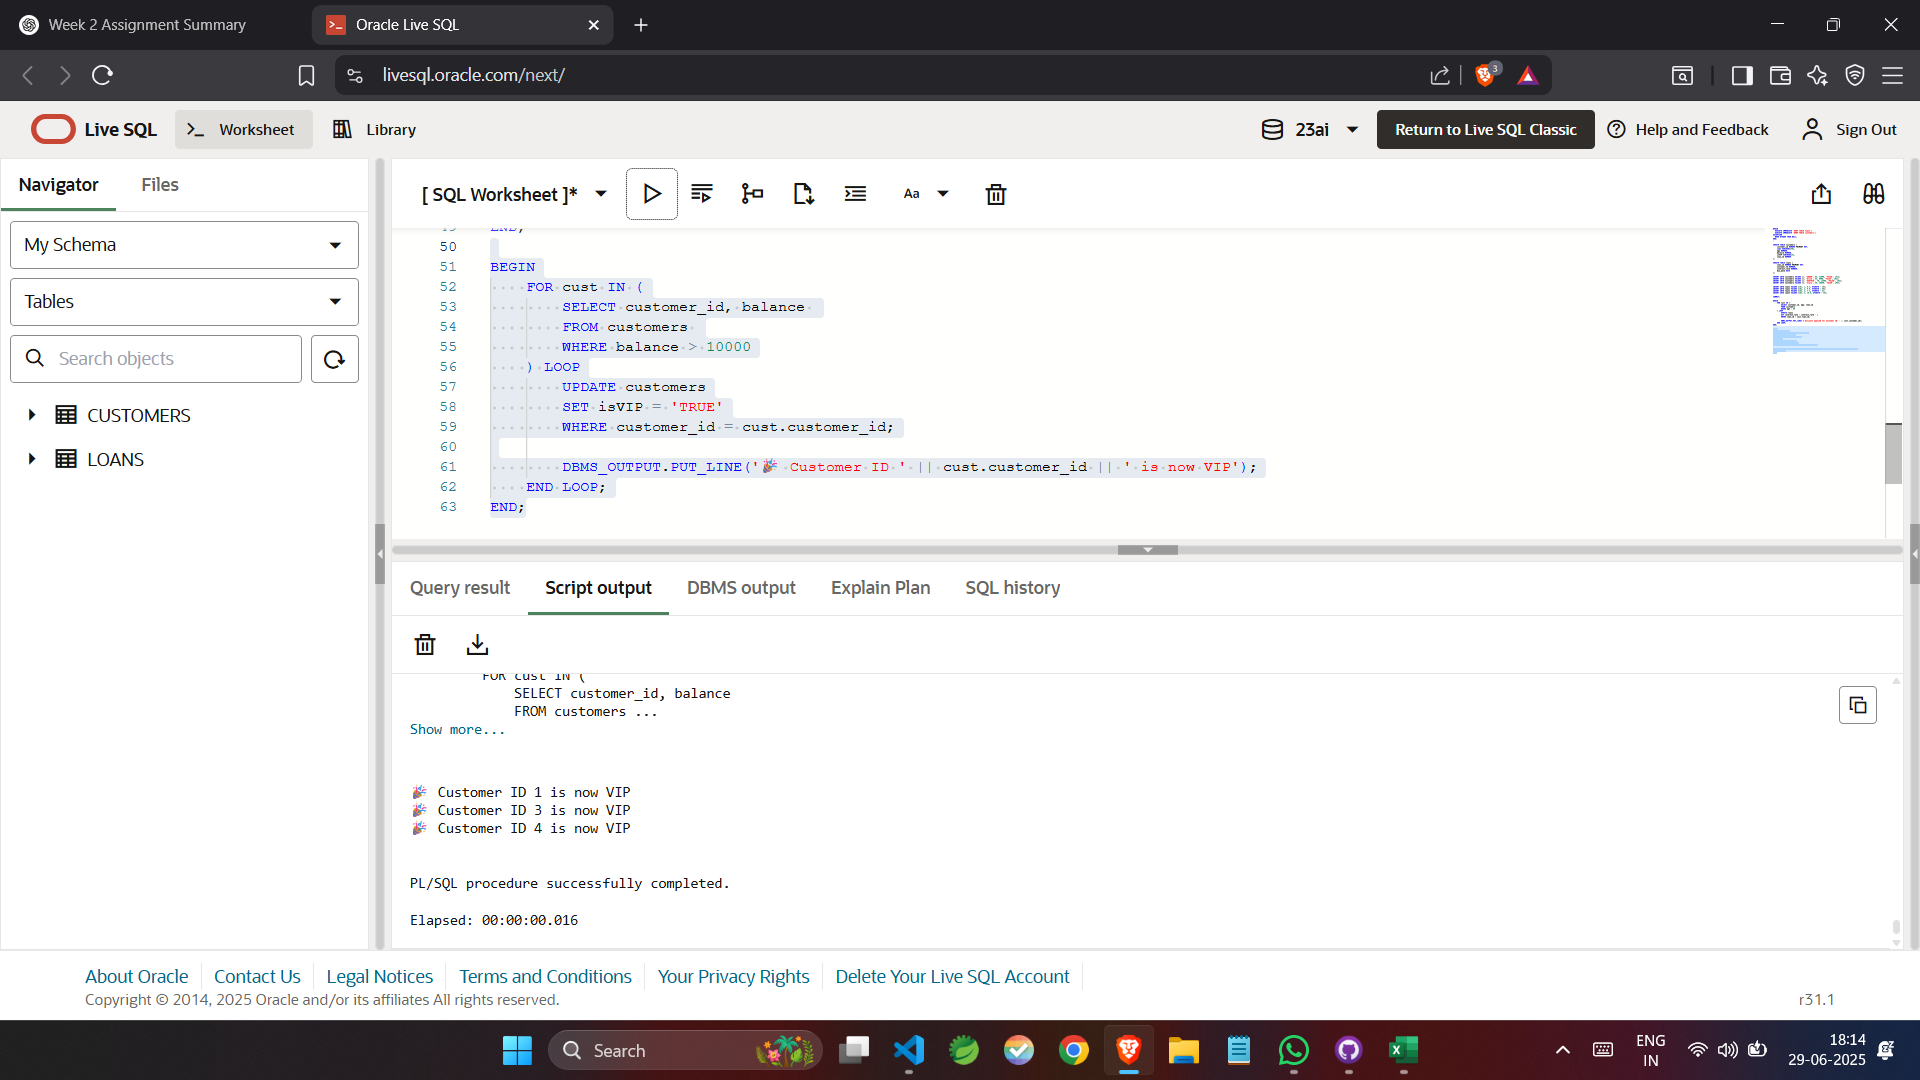 Week 2 Assignment Summary
Oracle Live SQL
livesql.oracle.com/next/
3
Live SQL
Worksheet
Library
23ai
Return to Live SQL Classic
Help and Feedback
Sign Out
Navigator
Files
[ SQL Worksheet ]*
Aa
My Schema
Tables
Search objects
CUSTOMERS
LOANS
49 END;
50
51 BEGIN
52 FOR cust IN (
53 SELECT customer_id, balance
54 FROM customers
55 WHERE balance > 10000
56 ) LOOP
57 UPDATE customers
58 SET isVIP = 'TRUE'
59 WHERE customer_id = cust.customer_id;
60
61 DBMS_OUTPUT.PUT_LINE('🎉 Customer ID ' || cust.customer_id || ' is now VIP');
62 END LOOP;
63 END;
Query result
Script output
DBMS output
Explain Plan
SQL history
FOR cust IN (
SELECT customer_id, balance
FROM customers ...
Show more...
🎉 Customer ID 1 is now VIP
🎉 Customer ID 3 is now VIP
🎉 Customer ID 4 is now VIP
PL/SQL procedure successfully completed.
Elapsed: 00:00:00.016
About Oracle
Contact Us
Legal Notices
Terms and Conditions
Your Privacy Rights
Delete Your Live SQL Account
Copyright © 2014, 2025 Oracle and/or its affiliates All rights reserved.
r31.1
Search
ENG
IN
18:14
29-06-2025